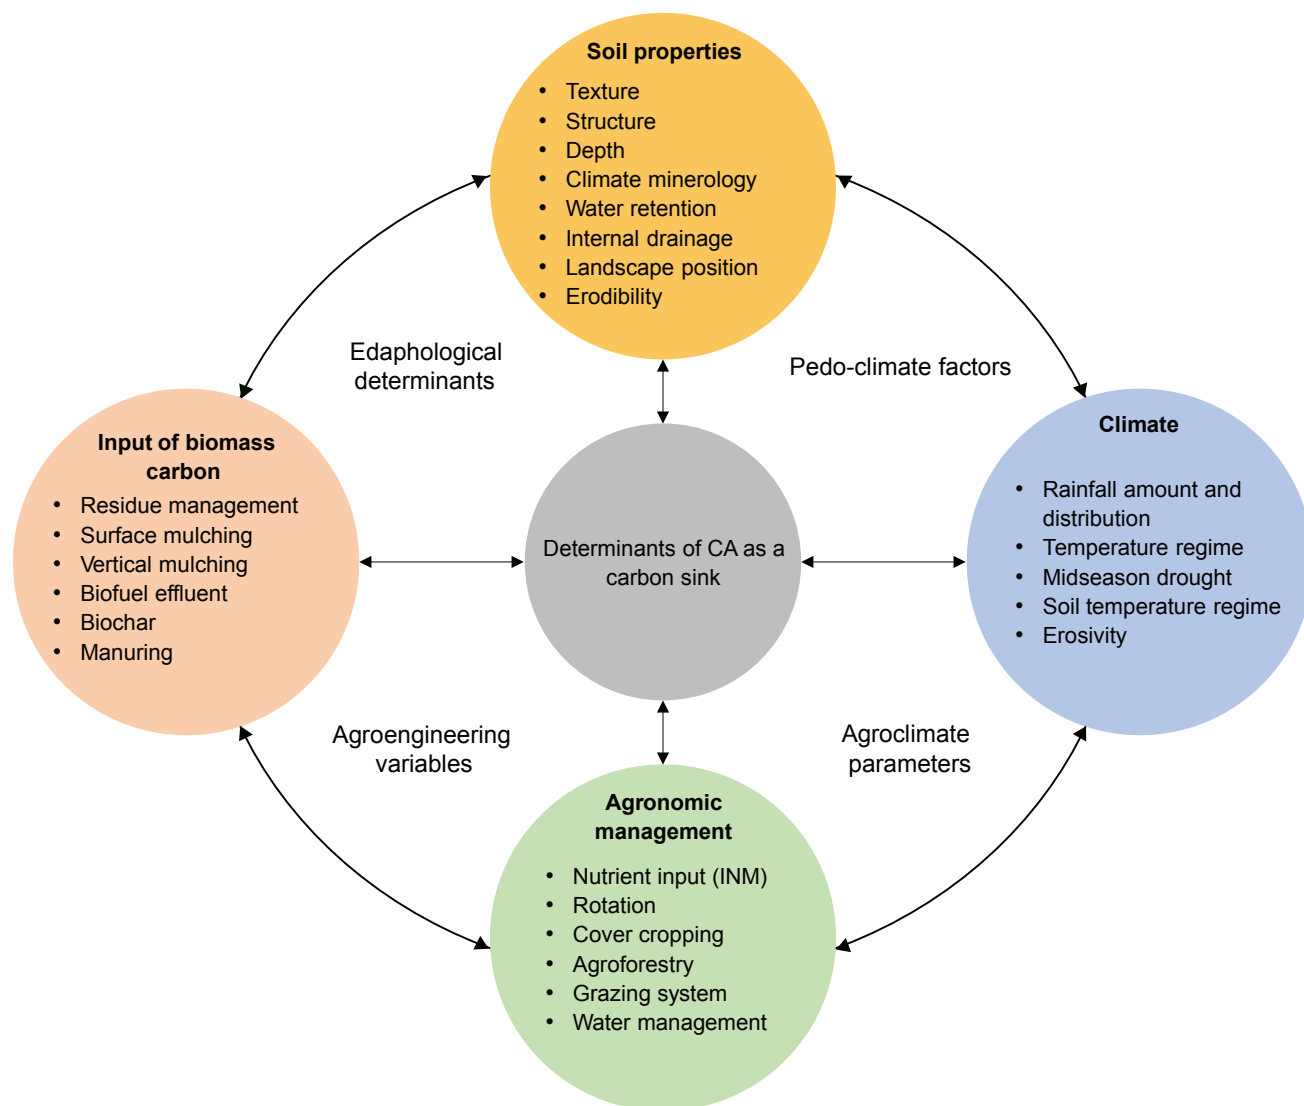 Soil properties
• Texture
• Structure
• Depth
• Climate minerology
• Water retention
• Internal drainage
• Landscape position
• Erodibility
Edaphological
determinants
Pedo-climate factors
Input of biomass
carbon
• Residue management
• Surface mulching
• Vertical mulching
• Biofuel effluent
• Biochar
• Manuring
Determinants of CA as a
carbon sink
Climate
• Rainfall amount and
distribution
• Temperature regime
• Midseason drought
• Soil temperature regime
• Erosivity
Agroengineering
variables
Agroclimate
parameters
Agronomic
management
• Nutrient input (INM)
• Rotation
• Cover cropping
• Agroforestry
• Grazing system
• Water management